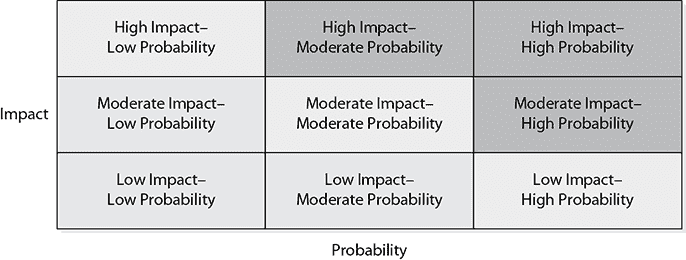 High Impact–
Low Probability
High Impact–
Moderate Probability
High Impact–
High Probability
Impact
Moderate Impact–
Low Probability
Moderate Impact–
Moderate Probability
Moderate Impact–
High Probability
Low Impact–
Low Probability
Low Impact–
Moderate Probability
Low Impact–
High Probability
Probability